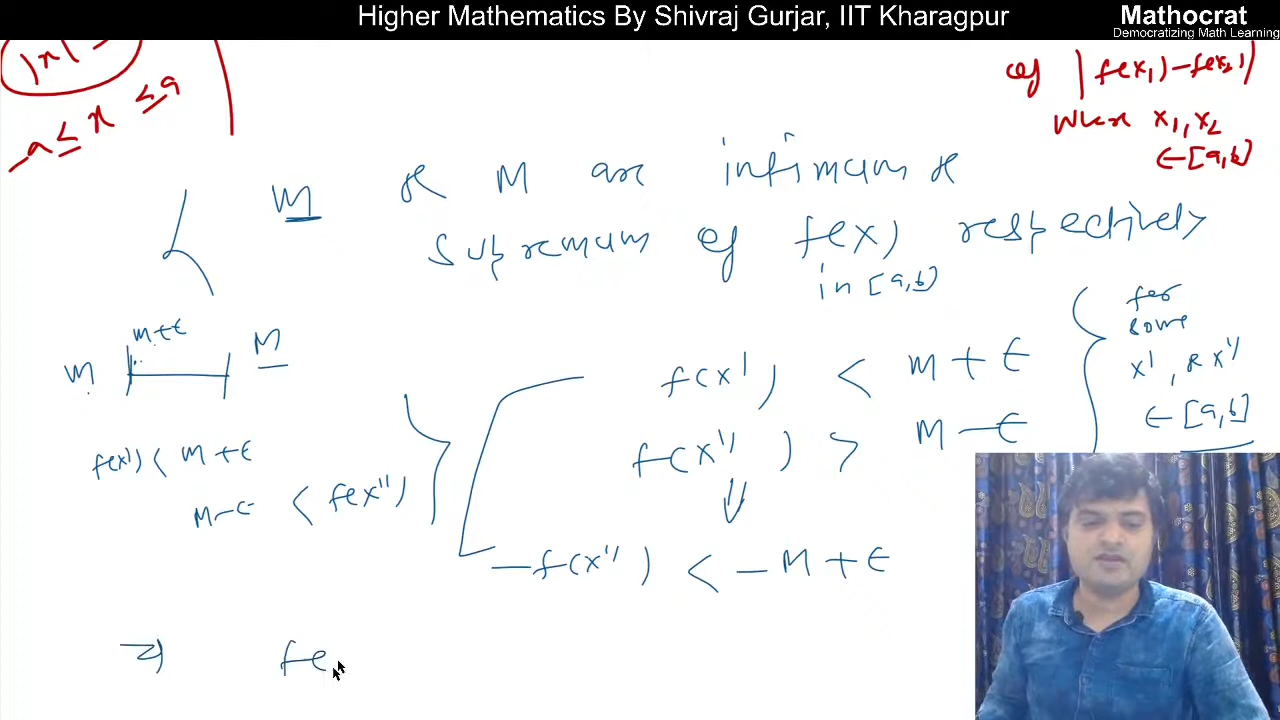 Higher Mathematics By Shivraj Gurjar, IIT Kharagpur
Mathocrat
Democratizing Math Learning
|x|
-a ≤ x ≤ a
of |f(x1) - f(x2)|
where x1, x2
∈ [a,b]
m & M are infimum &
supremum of f(x) respectively
in [a,b]
m+ε
m M
f(x') < m+ε
M-ε < f(x'')
f(x') < m + ε
f(x'') > M - ε
for
some
x', & x''
∈ [a,b]
-f(x'') < -M + ε
⇒ f(